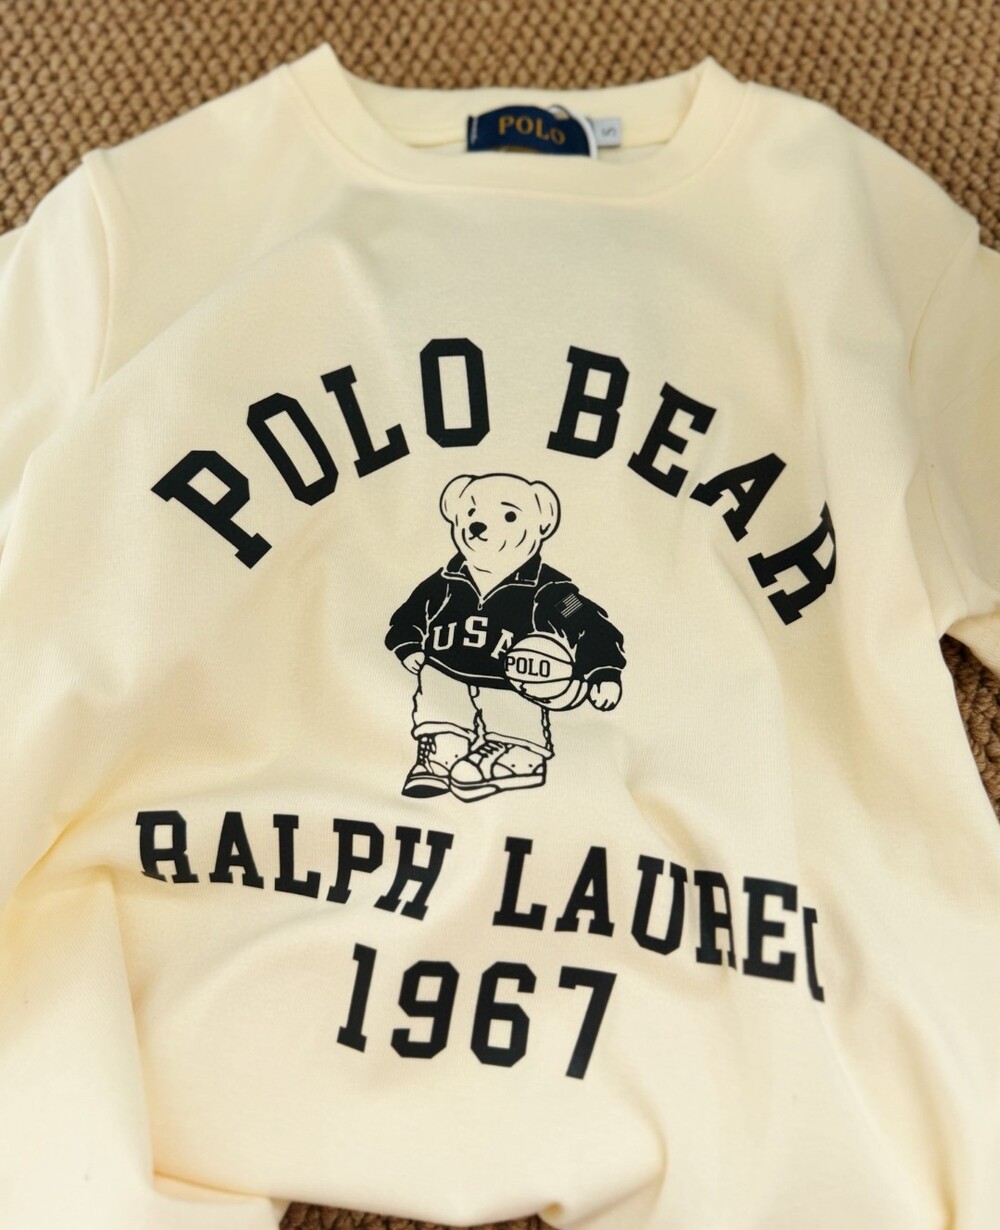 POLO
S
POLO BEAR
USA
POLO
RALPH LAUREN
1967